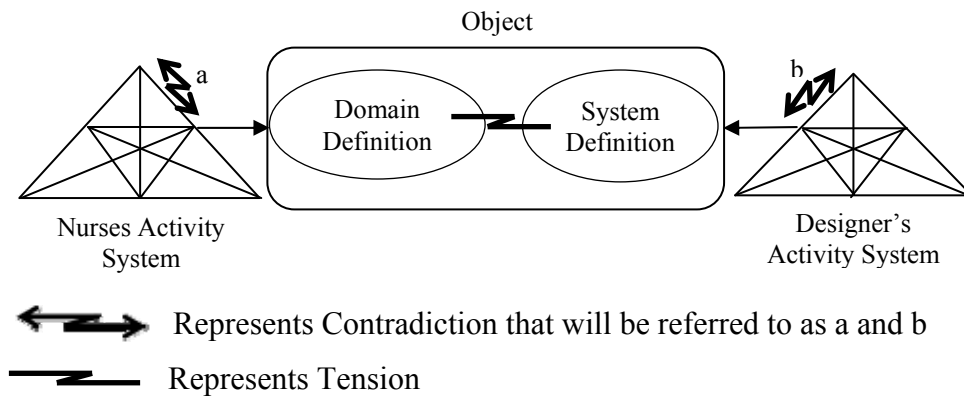 Object
a
b
Domain
Definition
System
Definition
Nurses Activity
System
Designer's
Activity System
Represents Contradiction that will be referred to as a and b
Represents Tension